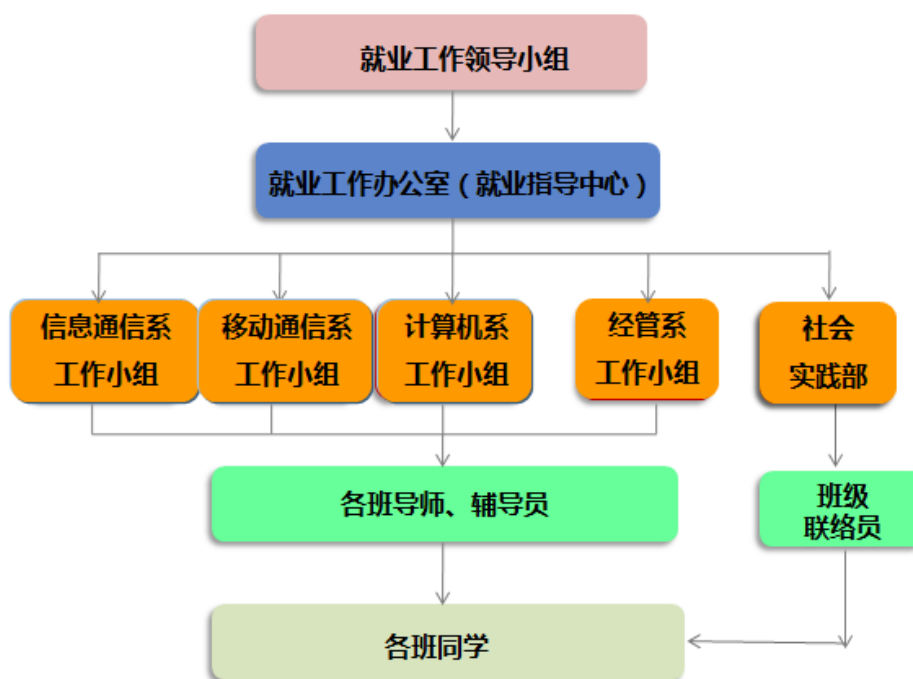 就业工作领导小组
就业工作办公室（就业指导中心）
信息通信系
工作小组
移动通信系
工作小组
计算机系
工作小组
经管系
工作小组
社会
实践部
各班导师、辅导员
班级
联络员
各班同学